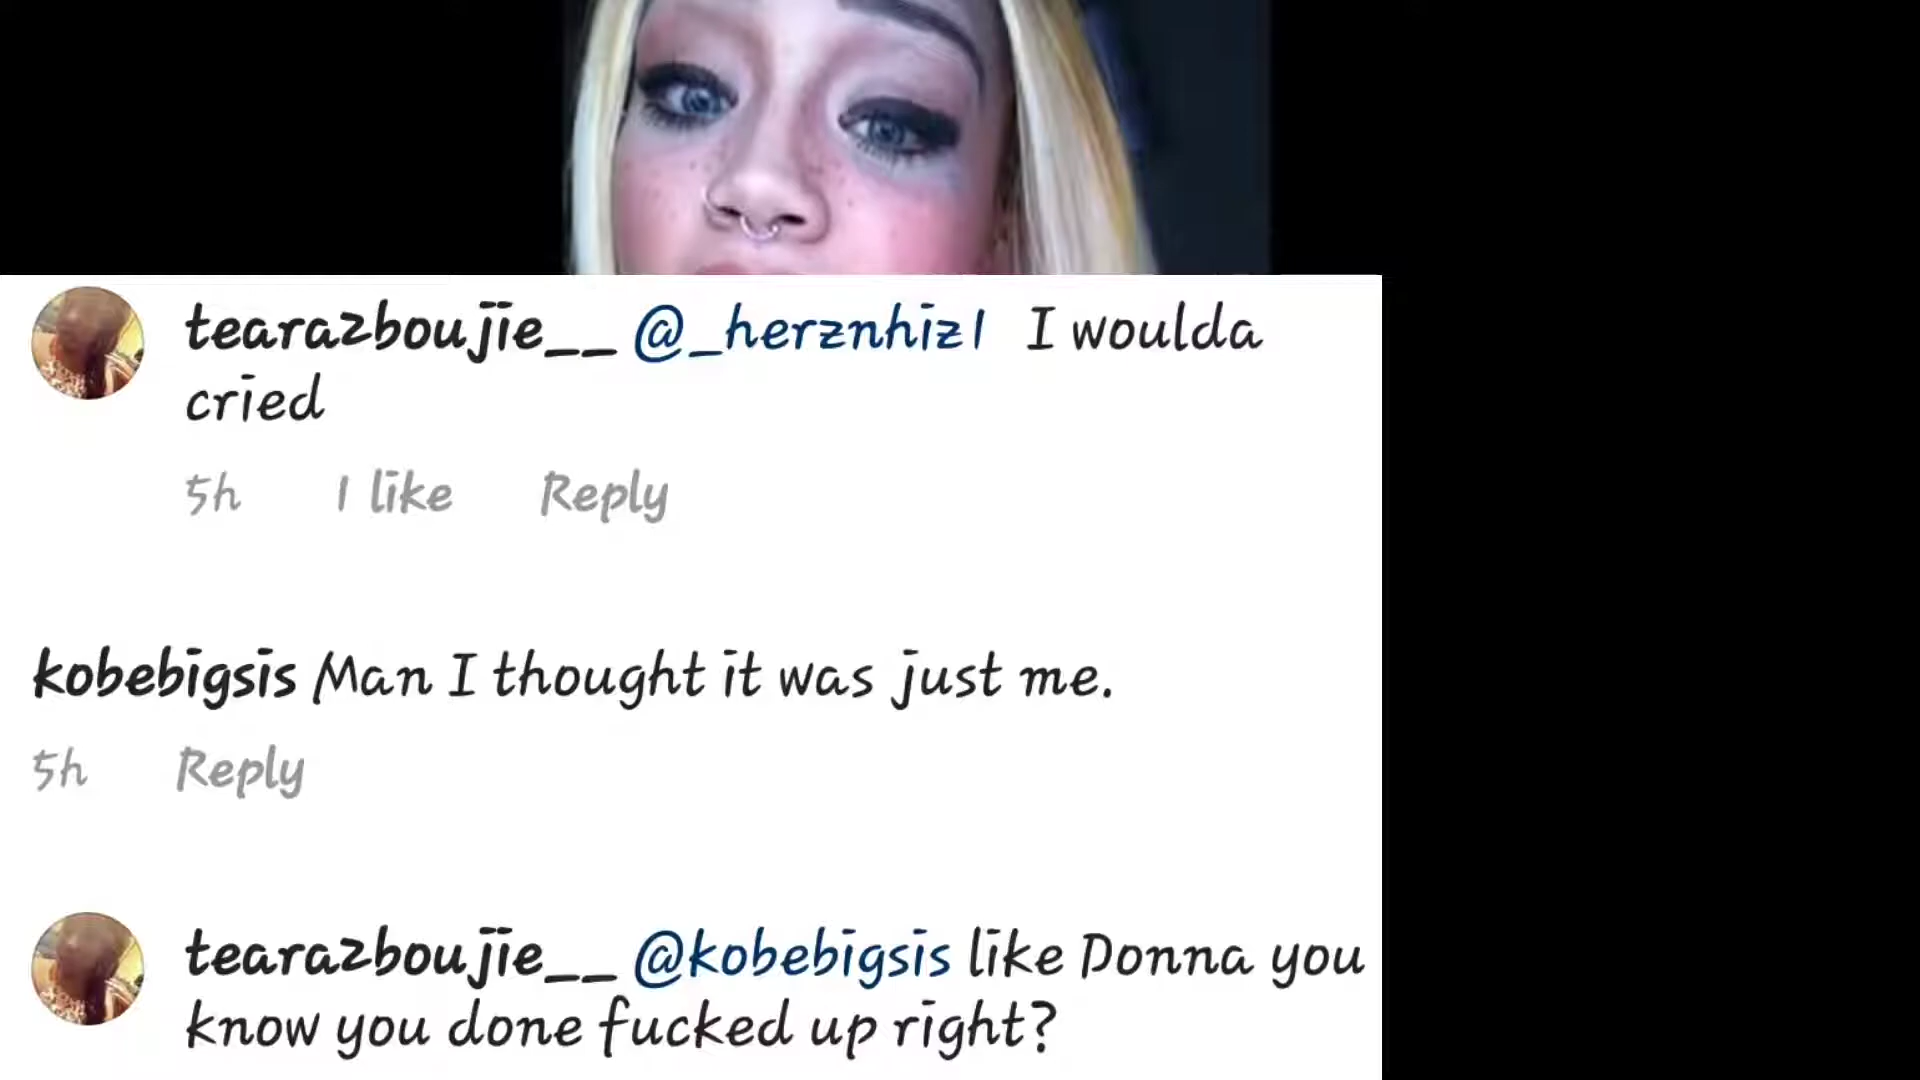 tearazboujie__ @_herznhiz1 I woulda
cried
5h 1 like Reply
kobebigsis Man I thought it was just me.
5h Reply
tearazboujie__ @kobebigsis like Donna you
know you done fucked up right?